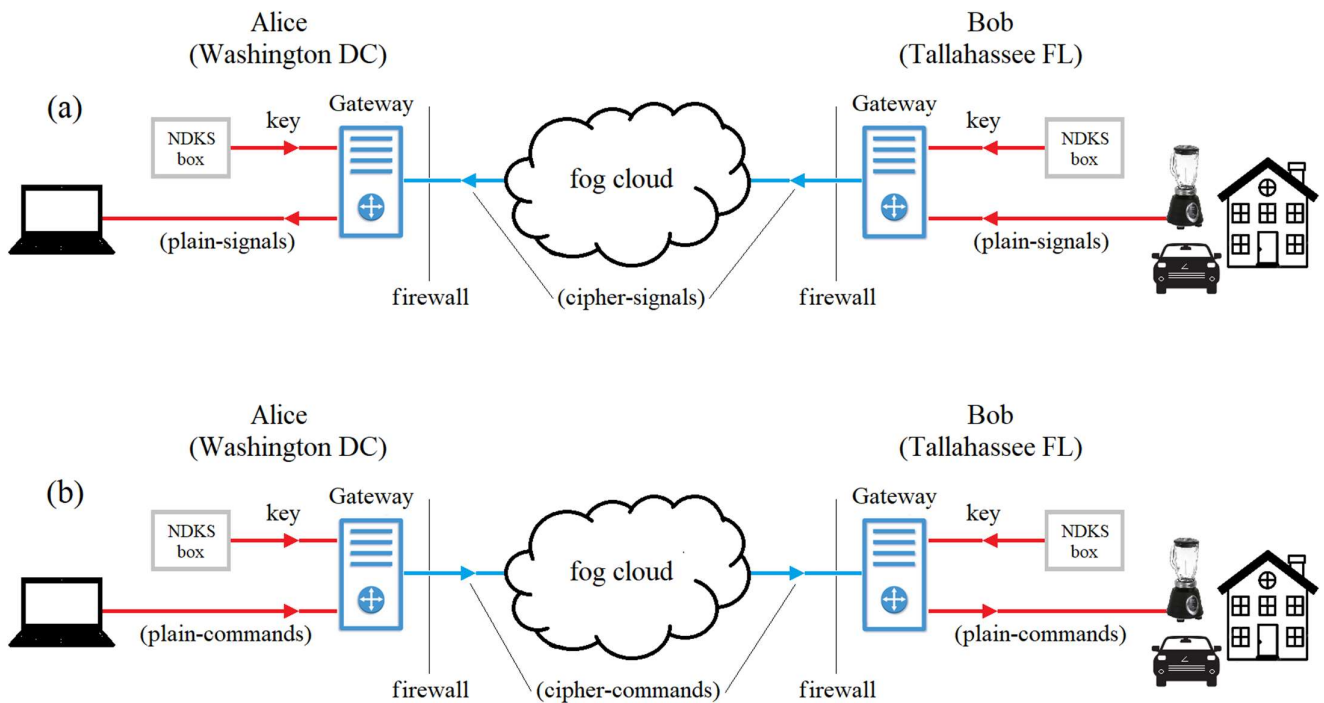 Alice
(Washington DC)
Bob
(Tallahassee FL)
(a)
Gateway
Gateway
NDKS
box
key
key
NDKS
box
fog cloud
(plain-signals)
(plain-signals)
firewall
(cipher-signals)
firewall
Alice
(Washington DC)
Bob
(Tallahassee FL)
(b)
Gateway
Gateway
NDKS
box
key
key
NDKS
box
fog cloud
(plain-commands)
(plain-commands)
firewall
(cipher-commands)
firewall